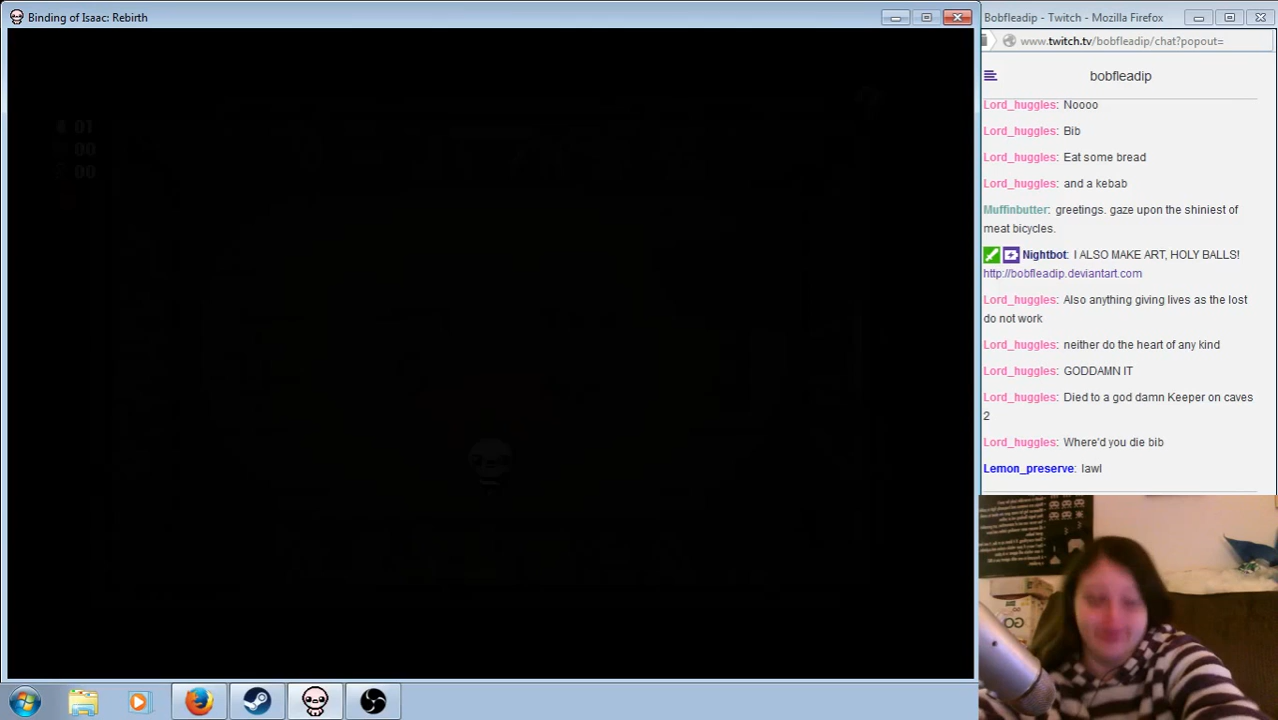 Binding of Isaac: Rebirth
Bobfleadip - Twitch - Mozilla Firefox
www.twitch.tv/bobfleadip/chat?popout=
bobfleadip
Lord_huggles: Noooo
Lord_huggles: Bib
Lord_huggles: Eat some bread
Lord_huggles: and a kebab
Muffinbutter: greetings. gaze upon the shiniest of
meat bicycles.
Nightbot: I ALSO MAKE ART, HOLY BALLS!
http://bobfleadip.deviantart.com
Lord_huggles: Also anything giving lives as the lost
do not work
Lord_huggles: neither do the heart of any kind
Lord_huggles: GODDAMN IT
Lord_huggles: Died to a god damn Keeper on caves
2
Lord_huggles: Where'd you die bib
Lemon_preserve: lawl
01
00
00
GO